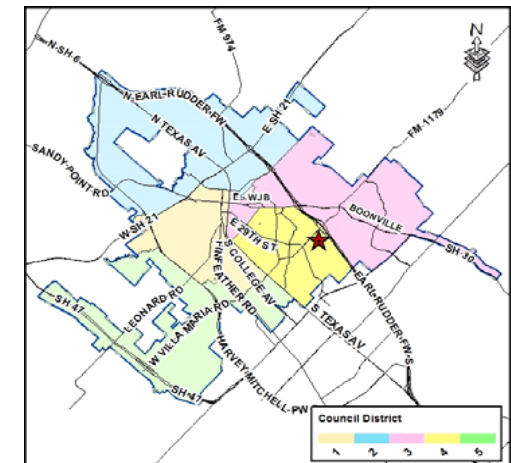 N-SH-6
FM 974
N
N-EARL-RUDDER-FW
E SH 21
N TEXAS-AV
FM-1179
SANDY-POINT-RD
E WJB
BOONVILLE
W-SH 21
E 29TH ST
SH-30
S-COLLEGE-AV
FINFEATHER-RD
EARL-RUDDER-FW-S
LEONARD-RD
SH-47
W-VILLA MARIA-RD
S TEXAS AV
SH-47
HARVEY-MITCHELL-PW
Council District
1 2 3 4 5